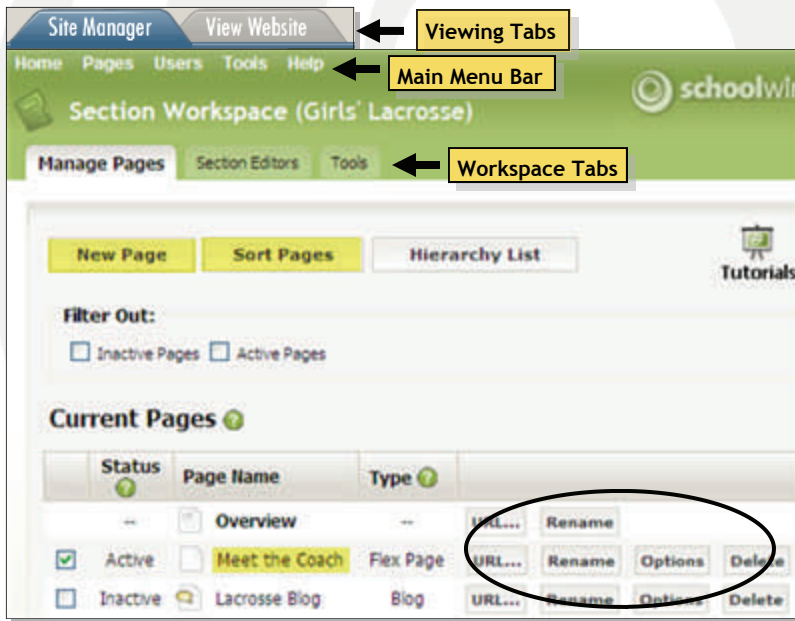 Site Manager View Website Viewing Tabs
Home Pages Users Tools Help Main Menu Bar
schoolwi
Section Workspace (Girls' Lacrosse)
Manage Pages Section Editors Tools Workspace Tabs
New Page Sort Pages Hierarchy List
Tutorials
Filter Out:
Inactive Pages Active Pages
Current Pages
Status Page Name Type
-- Overview -- URL... Rename
Active Meet the Coach Flex Page URL... Rename Options Delete
Inactive Lacrosse Blog Blog URL... Rename Options Delete